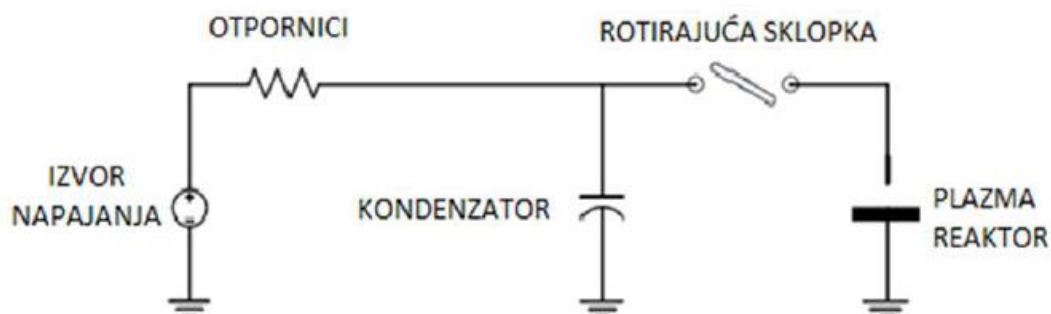 OTPORNICI
ROTIRAJUĆA SKLOPKA
IZVOR
NAPAJANJA
KONDENZATOR
PLAZMA
REAKTOR